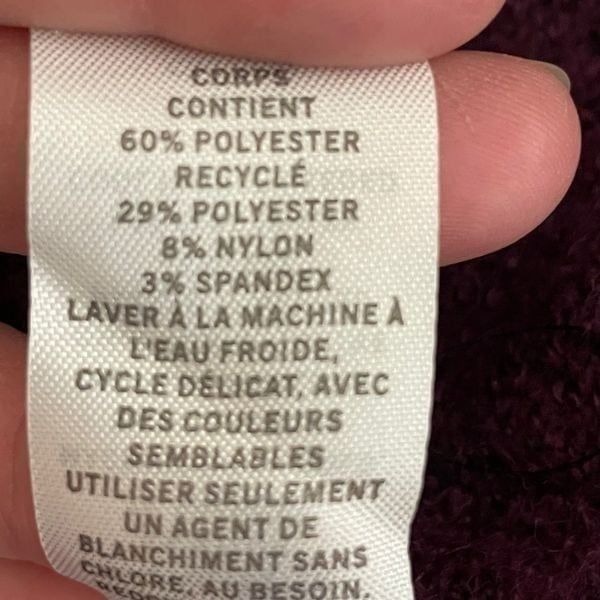 CORPS
CONTIENT
60% POLYESTER
RECYCLÉ
29% POLYESTER
8% NYLON
3% SPANDEX
LAVER À LA MACHINE À
L'EAU FROIDE,
CYCLE DÉLICAT, AVEC
DES COULEURS
SEMBLABLES
UTILISER SEULEMENT
UN AGENT DE
BLANCHIMENT SANS
CHLORE, AU BESOIN.